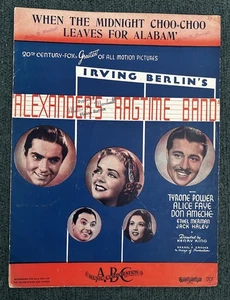 WHEN THE MIDNIGHT CHOO-CHOO
LEAVES FOR ALABAM'
20TH CENTURY-FOX'S Greatest OF ALL MOTION PICTURES
IRVING BERLIN'S
ALEXANDER'S RAGTIME BAND
WITH
TYRONE POWER
ALICE FAYE
DON AMECHE
ETHEL MERMAN
JACK HALEY
Directed by
HENRY KING
ABC